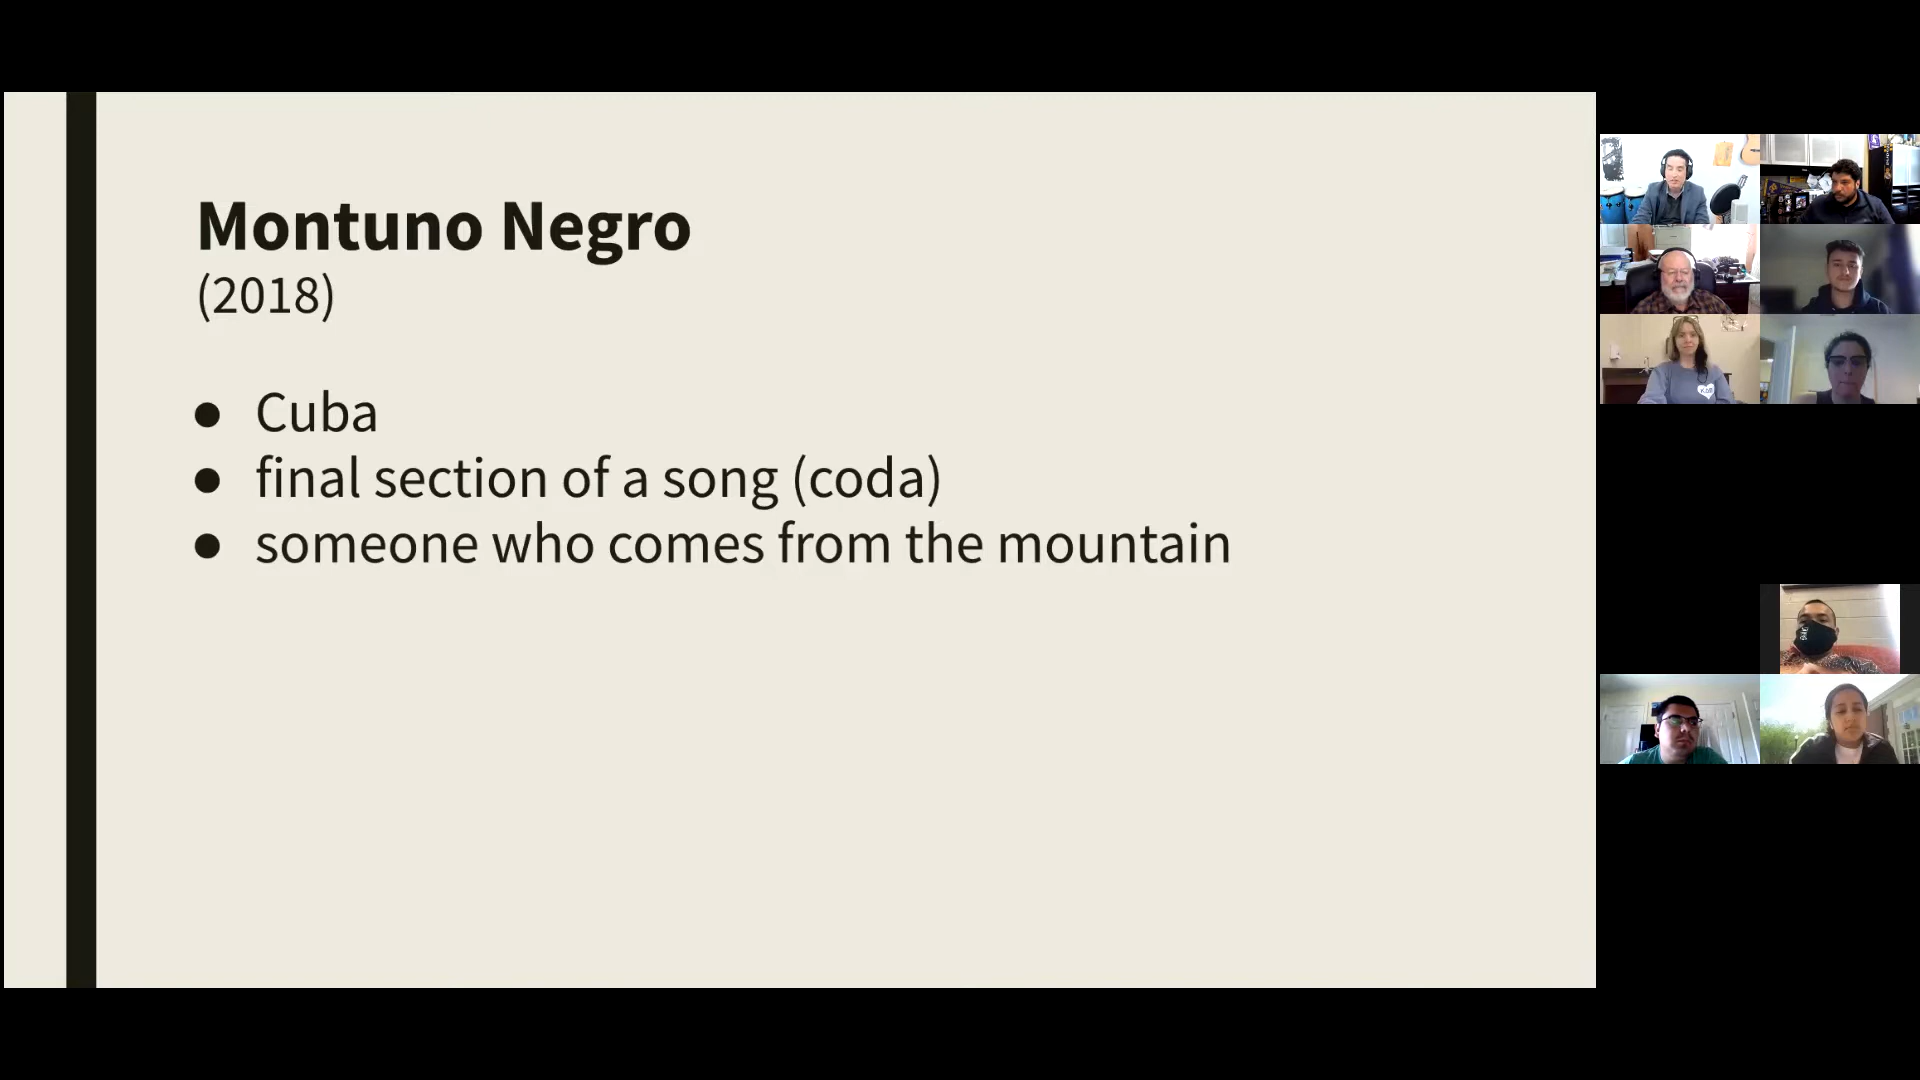 Montuno Negro
(2018)
● Cuba
● final section of a song (coda)
● someone who comes from the mountain